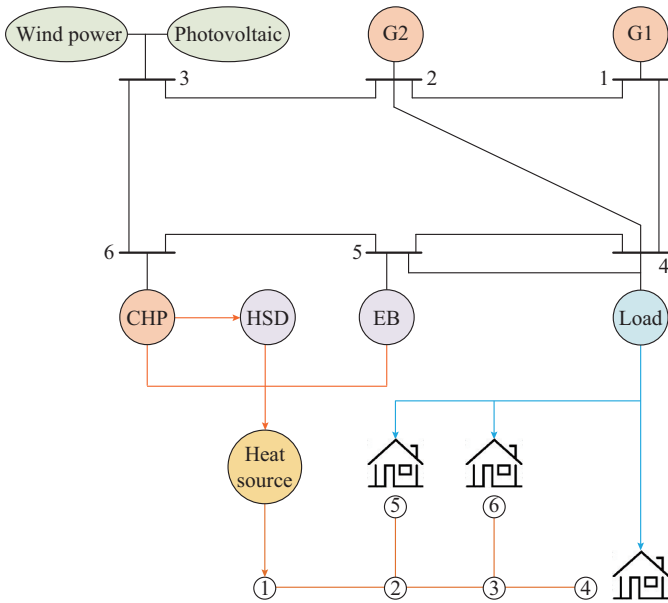 Wind power
Photovoltaic
G2
G1
3
2
1
6
5
4
CHP
HSD
EB
Load
Heat
source
5
6
1
2
3
4